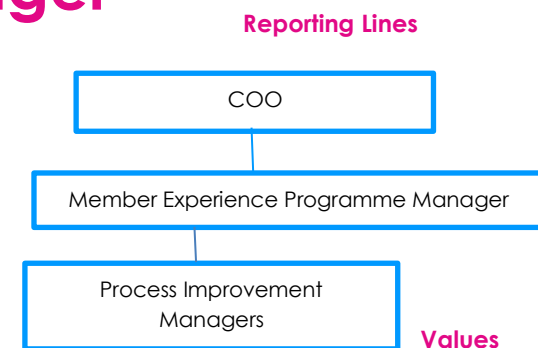 Reporting Lines
COO
Member Experience Programme Manager
Process Improvement
Managers
Values